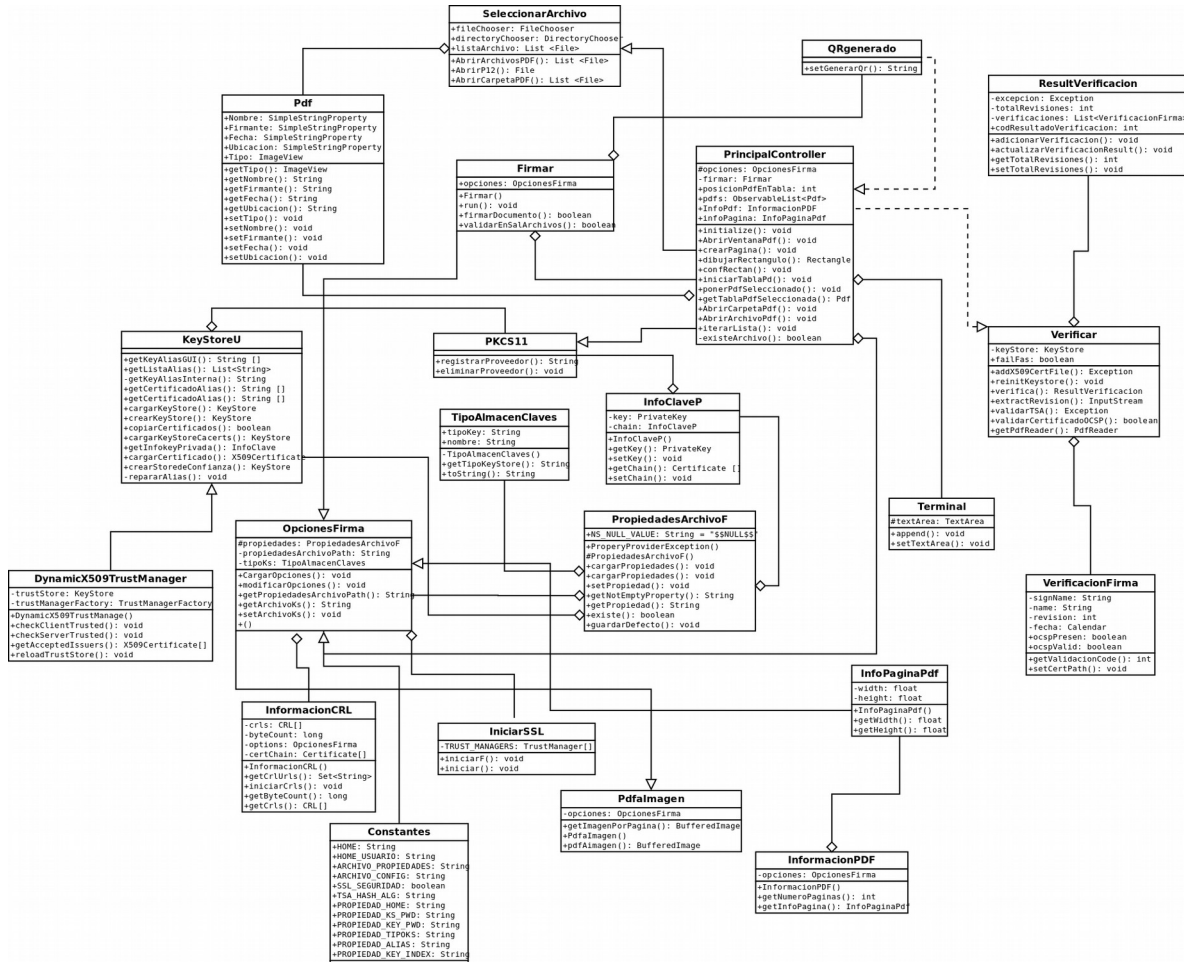 SeleccionarArchivo
+fileChooser: FileChooser
+directoryChooser: DirectoryChooser
+listaArchivo: List <File>
+AbrirArchivosPDF(): List <File>
+AbrirP12(): File
+AbrirCarpetaPDF(): List <File>
QRgenerado
+setGenerarQr(): String
ResultVerificacion
-excepcion: Exception
-totalRevisiones: int
-verificaciones: List<VerificacionFirma>
+codResultadoVerificacion: int
+adicionarVerificacion(): void
+actualizarVerificacionResult(): void
+getTotalRevisiones(): int
+setTotalRevisiones(): void
Pdf
+Nombre: SimpleStringProperty
+Firmante: SimpleStringProperty
+Fecha: SimpleStringProperty
+Ubicacion: SimpleStringProperty
+Tipo: ImageView
+getTipo(): ImageView
+getNombre(): String
+getFirmante(): String
+getFecha(): String
+getUbicacion(): String
+setTipo(): void
+setNombre(): void
+setFirmante(): void
+setFecha(): void
+setUbicacion(): void
Firmar
+opciones: OpcionesFirma
+Firmar()
+run(): void
+firmarDocumento(): boolean
+validarEnSalArchivos(): boolean
PrincipalController
#opciones: OpcionesFirma
-firmar: Firmar
+posicionPdfEnTabla: int
+pdfs: ObservableList<Pdf>
+InfoPdf: InformacionPDF
+infoPagina: InfoPaginaPdf
+initialize(): void
+AbrirVentanaPdf(): void
+crearPagina(): void
+dibujarRectangulo(): Rectangle
+confRectan(): void
+iniciarTablaPd(): void
+ponerPdfSeleccionado(): void
+getTablaPdfSeleccionada(): Pdf
+AbrirCarpetaPdf(): void
+AbrirArchivoPdf(): void
+iterarLista(): void
-existeArchivo(): boolean
KeyStoreU
+getKeyAliasGUI(): String []
+getListaAlias(): List<String>
-getKeyAliasInterna(): String
+getCertificadoAlias(): String []
+getCertificadoAlias(): String []
+cargarKeyStore(): KeyStore
+crearKeyStore(): KeyStore
+copiarCertificados(): boolean
+cargarKeyStoreCacerts(): KeyStore
+getInfokeyPrivada(): InfoClave
+cargarCertificado(): X509Certificate
+crearStoredeConfianza(): KeyStore
-repararAlias(): void
PKCS11
+registrarProveedor(): String
+eliminarProveedor(): void
Verificar
-keyStore: KeyStore
+failFas: boolean
+addX509CertFile(): Exception
+reinitKeystore(): void
+verifica(): ResultVerificacion
+extractRevision(): InputStream
+validarTSA(): Exception
+validarCertificadoOCSP(): boolean
+getPdfReader(): PdfReader
TipoAlmacenClaves
+tipoKey: String
+nombre: String
-TipoAlmacenClaves()
+getTipoKeyStore(): String
+toString(): String
InfoClaveP
-key: PrivateKey
-chain: InfoClaveP
+InfoClaveP()
+getKey(): PrivateKey
+setKey(): void
+getChain(): Certificate []
+setChain(): void
Terminal
#textArea: TextArea
+append(): void
+setTextArea(): void
OpcionesFirma
#propiedades: PropiedadesArchivoF
-propiedadesArchivoPath: String
-tipoKs: TipoAlmacenClaves
+CargarOpciones(): void
+modificarOpciones(): void
+getPropiedadesArchivoPath(): String
+getArchivoKs(): String
+setArchivoKs(): void
+()
PropiedadesArchivoF
+NS_NULL_VALUE: String = "$$NULL$$"
+ProperyProviderException()
#PropiedadesArchivoF()
+cargarPropiedades(): void
+cargarPropiedades(): void
+setPropiedad(): void
+getNotEmptyProperty(): String
+getPropiedad(): String
+existe(): boolean
+guardarDefecto(): void
DynamicX509TrustManager
-trustStore: KeyStore
-trustManagerFactory: TrustManagerFactory
+DynamicX509TrustManage()
+checkClientTrusted(): void
+checkServerTrusted(): void
+getAcceptedIssuers(): X509Certificate[]
+reloadTrustStore(): void
VerificacionFirma
-signName: String
-name: String
-revision: int
-fecha: Calendar
+ocspPresen: boolean
+ocspValid: boolean
+getValidacionCode(): int
+setCertPath(): void
InfoPaginaPdf
-width: float
-height: float
+InfoPaginaPdf()
+getWidth(): float
+getHeight(): float
InformacionCRL
-crls: CRL[]
-byteCount: long
-options: OpcionesFirma
-certChain: Certificate[]
+InformacionCRL()
+getCrlUrls(): Set<String>
+iniciarCrls(): void
+getByteCount(): long
+getCrls(): CRL[]
IniciarSSL
-TRUST_MANAGERS: TrustManager[]
+iniciarF(): void
+iniciar(): void
PdfaImagen
-opciones: OpcionesFirma
+getImagenPorPagina(): BufferedImage
+PdfaImagen()
+pdfAimagen(): BufferedImage
Constantes
+HOME: String
+HOME_USUARIO: String
+ARCHIVO_PROPIEDADES: String
+ARCHIVO_CONFIG: String
+SSL_SEGURIDAD: boolean
+TSA_HASH_ALG: String
+PROPIEDAD_HOME: String
+PROPIEDAD_KS_PWD: String
+PROPIEDAD_KEY_PWD: String
+PROPIEDAD_TIPOKS: String
+PROPIEDAD_ALIAS: String
+PROPIEDAD_KEY_INDEX: String
InformacionPDF
-opciones: OpcionesFirma
+InformacionPDF()
+getNumeroPaginas(): int
+getInfoPagina(): InfoPaginaPdf